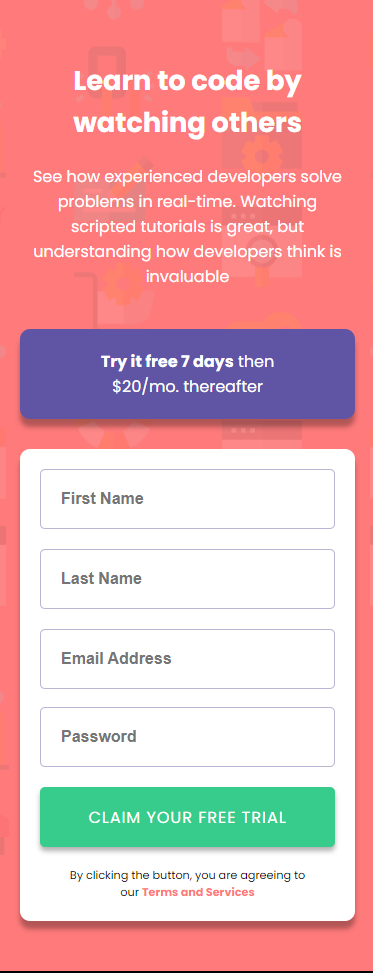 Learn to code by
watching others
See how experienced developers solve
problems in real-time. Watching
scripted tutorials is great, but
understanding how developers think is
invaluable
Try it free 7 days then
$20/mo. thereafter
First Name
Last Name
Email Address
Password
CLAIM YOUR FREE TRIAL
By clicking the button, you are agreeing to
our Terms and Services